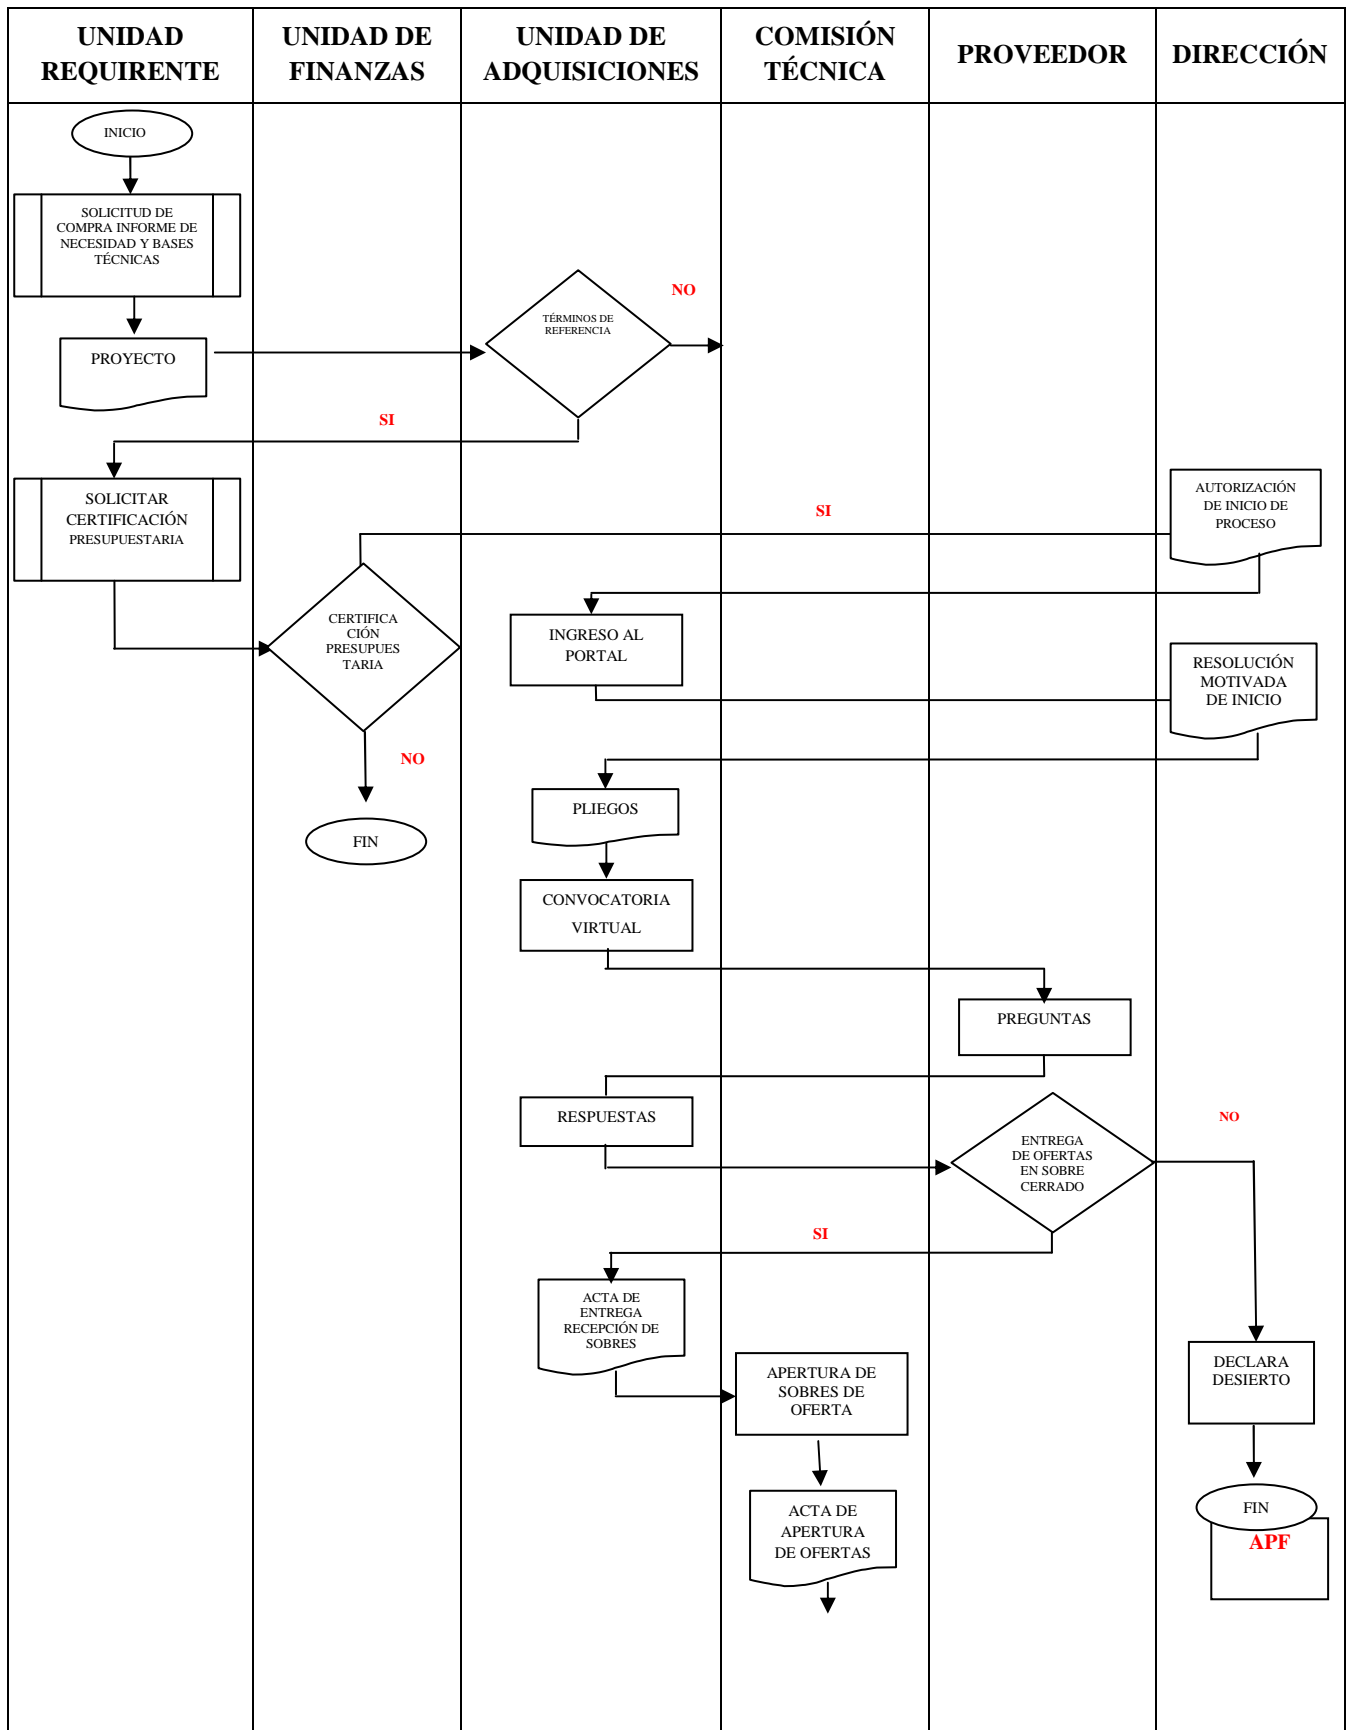 UNIDAD
REQUIRENTE
UNIDAD DE
FINANZAS
UNIDAD DE
ADQUISICIONES
COMISIÓN
TÉCNICA
PROVEEDOR
DIRECCIÓN
INICIO
SOLICITUD DE
COMPRA INFORME DE
NECESIDAD Y BASES
TÉCNICAS
PROYECTO
TÉRMINOS DE
REFERENCIA
NO
SI
SOLICITAR
CERTIFICACIÓN
PRESUPUESTARIA
SI
AUTORIZACIÓN
DE INICIO DE
PROCESO
CERTIFICA
CIÓN
PRESUPUES
TARIA
INGRESO AL
PORTAL
RESOLUCIÓN
MOTIVADA
DE INICIO
NO
FIN
PLIEGOS
CONVOCATORIA
VIRTUAL
PREGUNTAS
RESPUESTAS
ENTREGA
DE OFERTAS
EN SOBRE
CERRADO
NO
SI
ACTA DE
ENTREGA
RECEPCIÓN DE
SOBRES
APERTURA DE
SOBRES DE
OFERTA
DECLARA
DESIERTO
ACTA DE
APERTURA
DE OFERTAS
FIN
APF